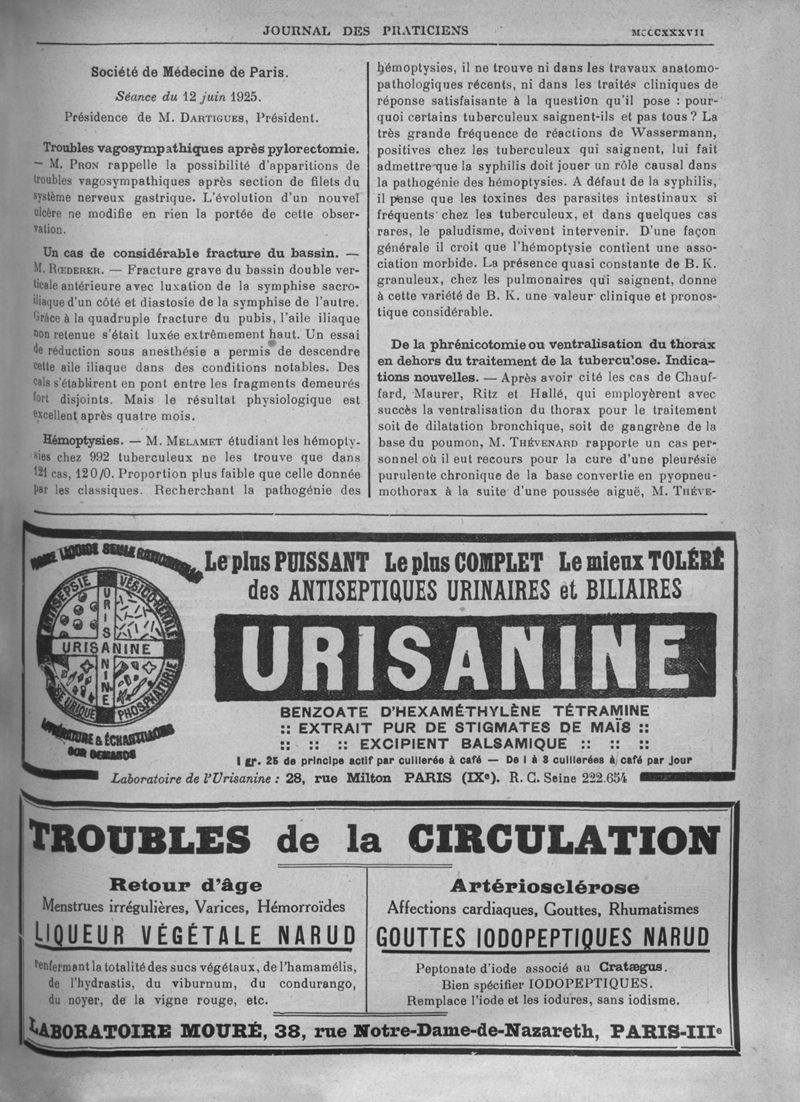 JOURNAL DES PRATICIENS MCCCXXXVII
Société de Médecine de Paris.
Séance du 12 juin 1925.
Présidence de M. DARTIGUES, Président.
Troubles vagosympathiques après pylorectomie.
— M. PRON rappelle la possibilité d'apparitions de
troubles vagosympathiques après section de filets du
système nerveux gastrique. L'évolution d'un nouvel
ulcère ne modifie en rien la portée de cette obser-
vation.
Un cas de considérable fracture du bassin. —
M. RŒDERER. — Fracture grave du bassin double ver-
ticale antérieure avec luxation de la symphise sacro-
iliaque d'un côté et diastosie de la symphise de l'autre.
Grâce à la quadruple fracture du pubis, l'aile iliaque
non retenue s'était luxée extrêmement haut. Un essai
de réduction sous anesthésie a permis de descendre
cette aile iliaque dans des conditions notables. Des
cals s'établirent en pont entre les fragments demeurés
fort disjoints. Mais le résultat physiologique est
excellent après quatre mois.
Hémoptysies. — M. MELAMET étudiant les hémopty-
sies chez 992 tuberculeux ne les trouve que dans
121 cas, 12 0/0. Proportion plus faible que celle donnée
par les classiques. Recherchant la pathogénie des
hémoptysies, il ne trouve ni dans les travaux anatomo-
pathologiques récents, ni dans les traités cliniques de
réponse satisfaisante à la question qu'il pose : pour-
quoi certains tuberculeux saignent-ils et pas tous ? La
très grande fréquence de réactions de Wassermann,
positives chez les tuberculeux qui saignent, lui fait
admettre que la syphilis doit jouer un rôle causal dans
la pathogénie des hémoptysies. A défaut de la syphilis,
il pense que les toxines des parasites intestinaux si
fréquents chez les tuberculeux, et dans quelques cas
rares, le paludisme, doivent intervenir. D'une façon
générale il croit que l'hémoptysie contient une asso-
ciation morbide. La présence quasi constante de B. K.
granuleux, chez les pulmonaires qui saignent, donne
à cette variété de B. K. une valeur clinique et pronos-
tique considérable.
De la phrénicotomie ou ventralisation du thorax
en dehors du traitement de la tuberculose. Indica-
tions nouvelles. — Après avoir cité les cas de Chauf-
fard, Maurer, Ritz et Hallé, qui employèrent avec
succès la ventralisation du thorax pour le traitement
soit de dilatation bronchique, soit de gangrène de la
base du poumon, M. THÉVENARD rapporte un cas per-
sonnel où il eut recours pour la cure d'une pleurésie
purulente chronique de la base convertie en pyopneu-
mothorax à la suite d'une poussée aiguë, M. THÉVE-
NOIRE LIQUIDE SEULE RATIONNELLE
ANTISEPSIE VÉSICO-RÉNALE
URISANINE
URISANINE
URIQUE PHOSPHATURIE
LITTÉRATURE & ÉCHANTILLONS
SUR DEMANDE
Le plus PUISSANT Le plus COMPLET Le mieux TOLÉRÉ
des ANTISEPTIQUES URINAIRES et BILIAIRES
URISANINE
BENZOATE D'HEXAMÉTHYLÈNE TÉTRAMINE
:: EXTRAIT PUR DE STIGMATES DE MAÏS ::
:: :: :: EXCIPIENT BALSAMIQUE :: :: ::
1 gr. 25 de principe actif par cuillerée à café — De 1 à 3 cuillerées à café par jour
Laboratoire de l'Urisanine : 28, rue Milton PARIS (IXe). R. C. Seine 222.654
TROUBLES de la CIRCULATION
Retour d'âge
Menstrues irrégulières, Varices, Hémorroïdes
LIQUEUR VÉGÉTALE NARUD
renfermant la totalité des sucs végétaux, de l'hamamélis,
de l'hydrastis, du viburnum, du condurango,
du noyer, de la vigne rouge, etc.
Artériosclérose
Affections cardiaques, Gouttes, Rhumatismes
GOUTTES IODOPEPTIQUES NARUD
Peptonate d'iode associé au Cratægus.
Bien spécifier IODOPEPTIQUES.
Remplace l'iode et les iodures, sans iodisme.
LABORATOIRE MOURÉ, 38, rue Notre-Dame-de-Nazareth, PARIS-IIIe